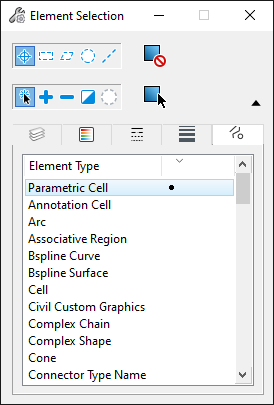 Element Selection
Element Type
Parametric Cell
Annotation Cell
Arc
Associative Region
Bspline Curve
Bspline Surface
Cell
Civil Custom Graphics
Complex Chain
Complex Shape
Cone
Connector Type Name